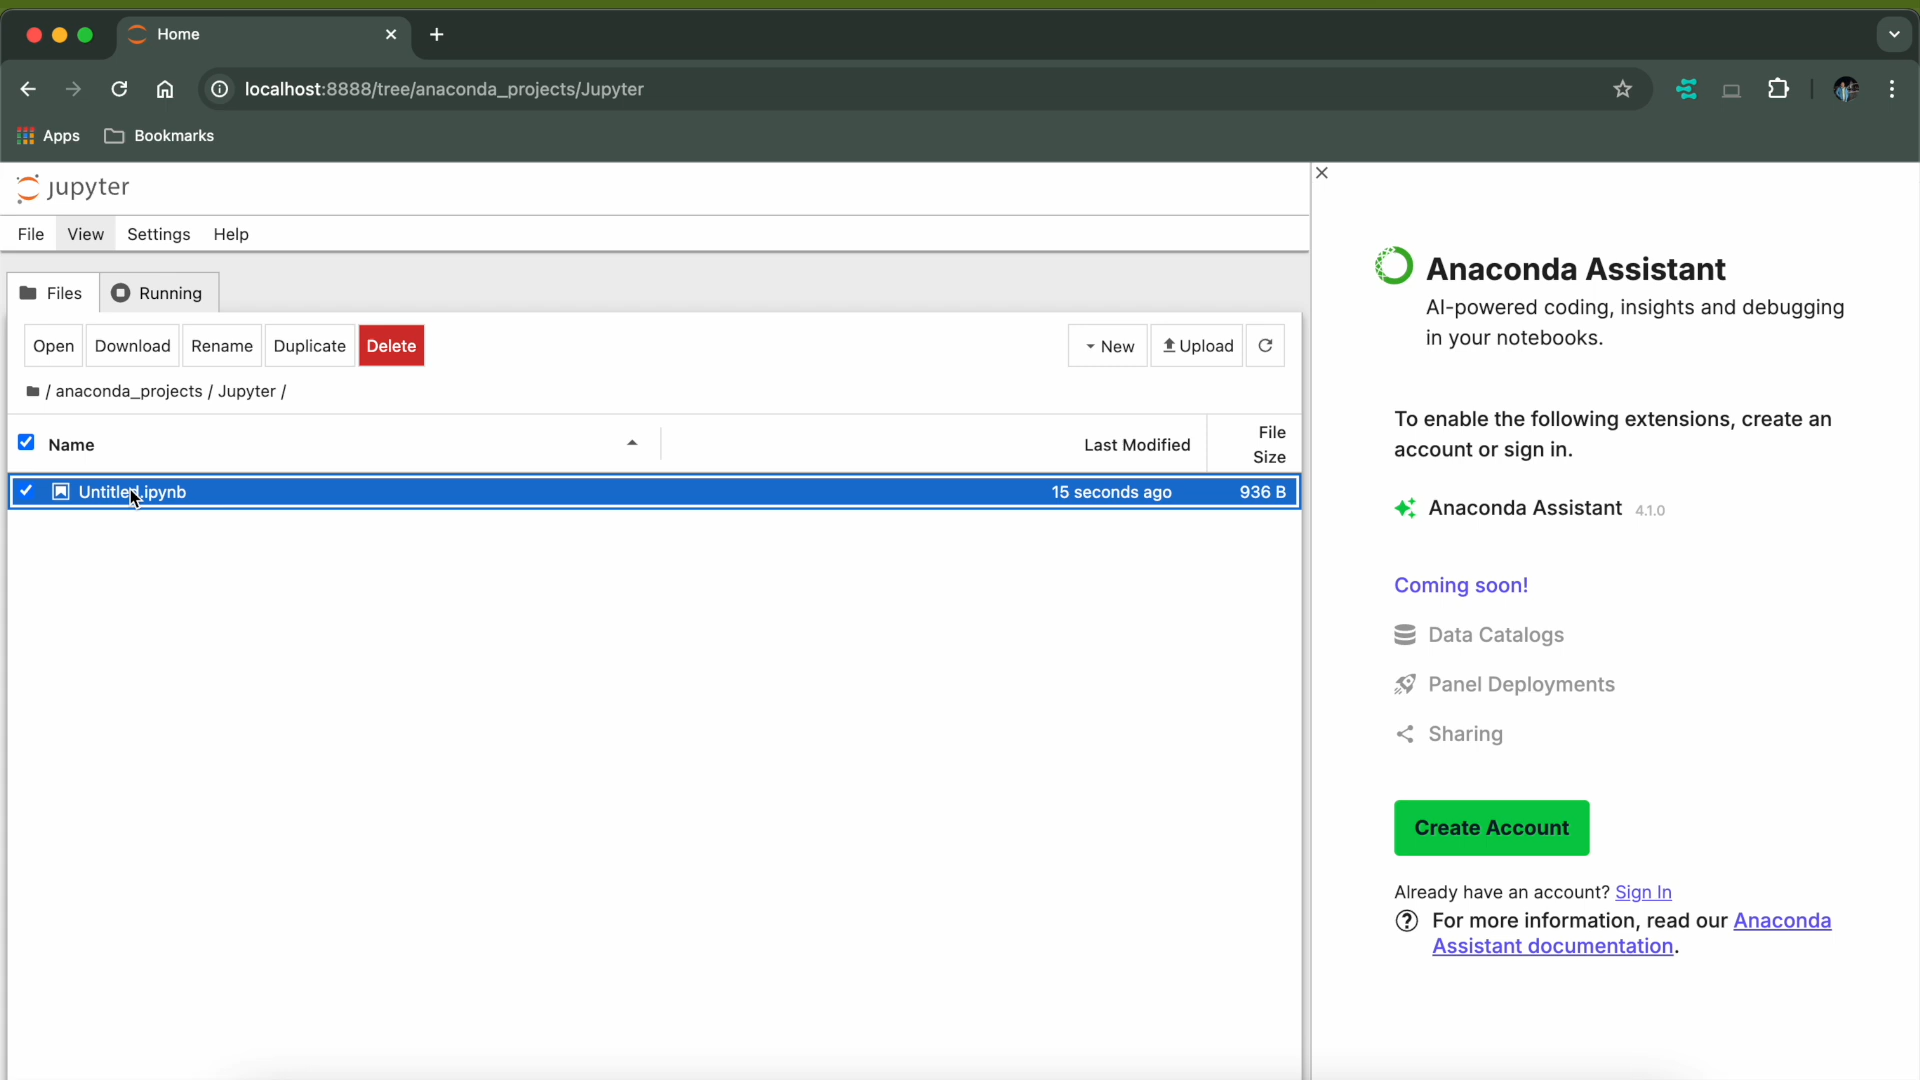 Home
localhost:8888/tree/anaconda_projects/Jupyter
Apps Bookmarks
jupyter
File View Settings Help
Files Running
Open Download Rename Duplicate Delete New Upload
/ anaconda_projects / Jupyter /
Name Last Modified File Size
Untitled.ipynb 15 seconds ago 936 B
Anaconda Assistant
AI-powered coding, insights and debugging
in your notebooks.
To enable the following extensions, create an
account or sign in.
Anaconda Assistant 4.1.0
Coming soon!
Data Catalogs
Panel Deployments
Sharing
Create Account
Already have an account? Sign In
For more information, read our Anaconda
Assistant documentation.